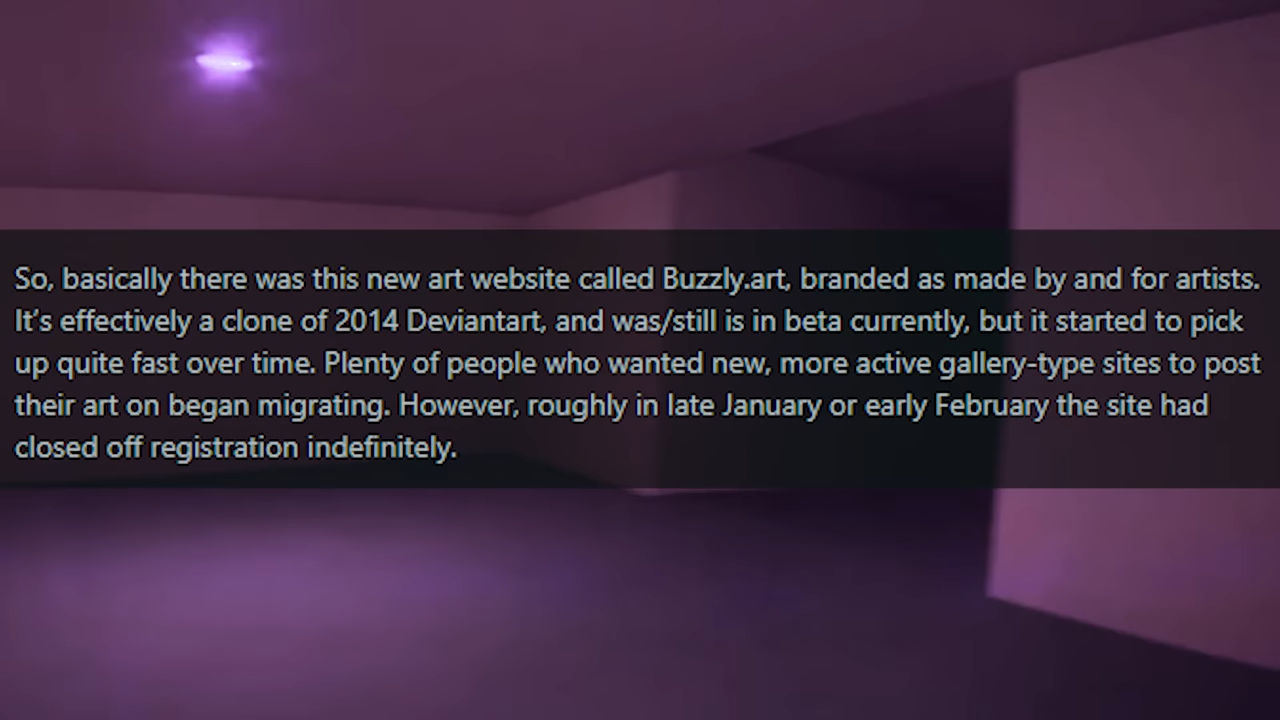 So, basically there was this new art website called Buzzly.art, branded as made by and for artists.
It's effectively a clone of 2014 Deviantart, and was/still is in beta currently, but it started to pick
up quite fast over time. Plenty of people who wanted new, more active gallery-type sites to post
their art on began migrating. However, roughly in late January or early February the site had
closed off registration indefinitely.